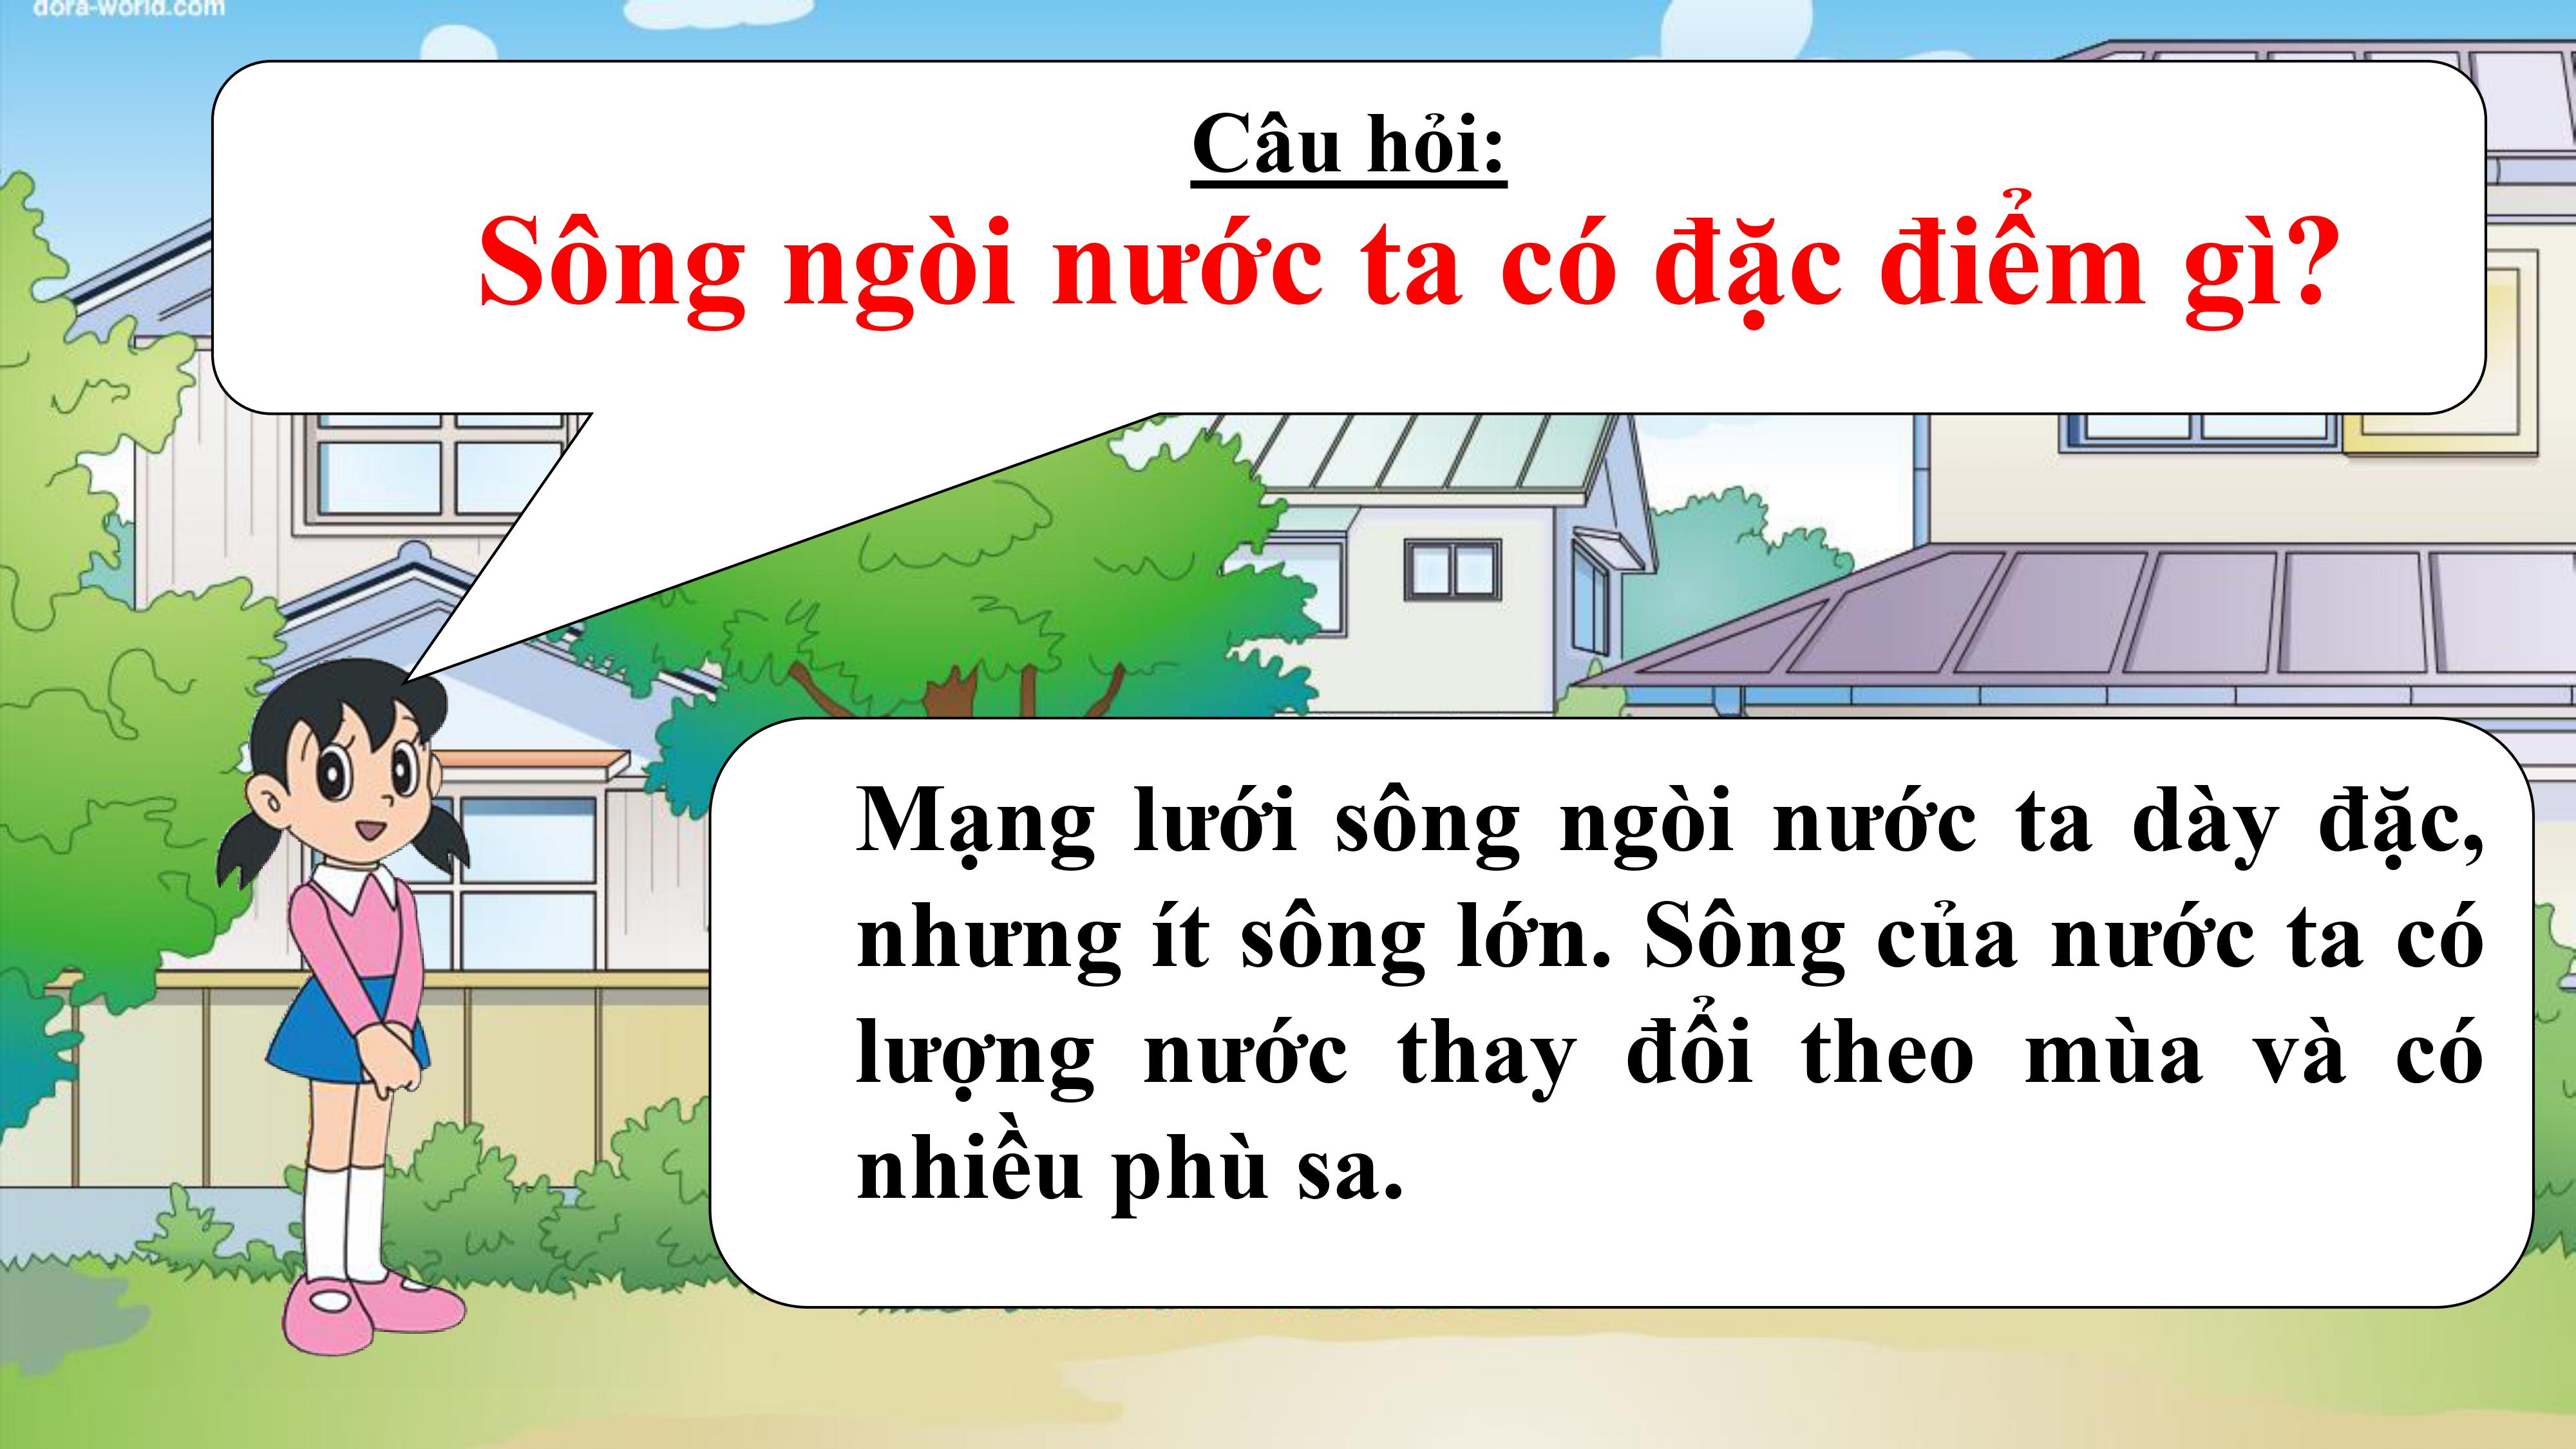 dora-world.com
Câu hỏi:
Sông ngòi nước ta có đặc điểm gì?
Mạng lưới sông ngòi nước ta dày đặc,
nhưng ít sông lớn. Sông của nước ta có
lượng nước thay đổi theo mùa và có
nhiều phù sa.